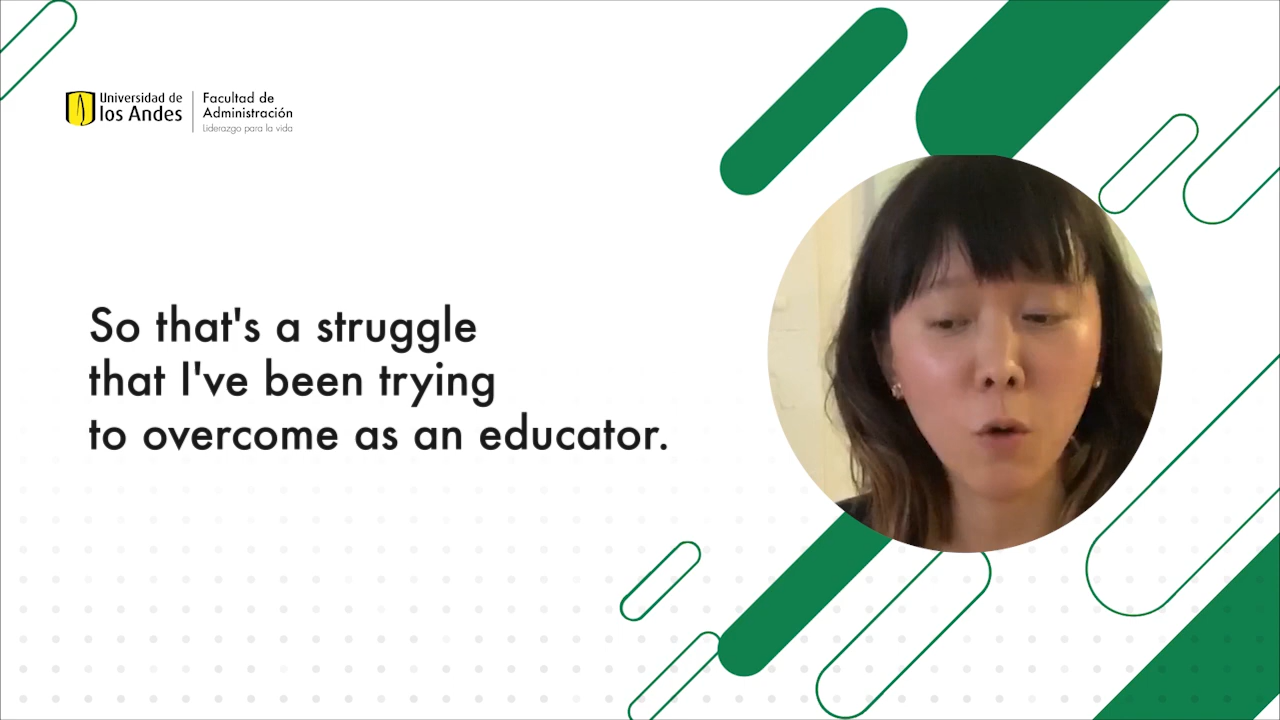 Universidad de
los Andes
Facultad de
Administración
Liderazgo para la vida
So that's a struggle
that I've been trying
to overcome as an educator.